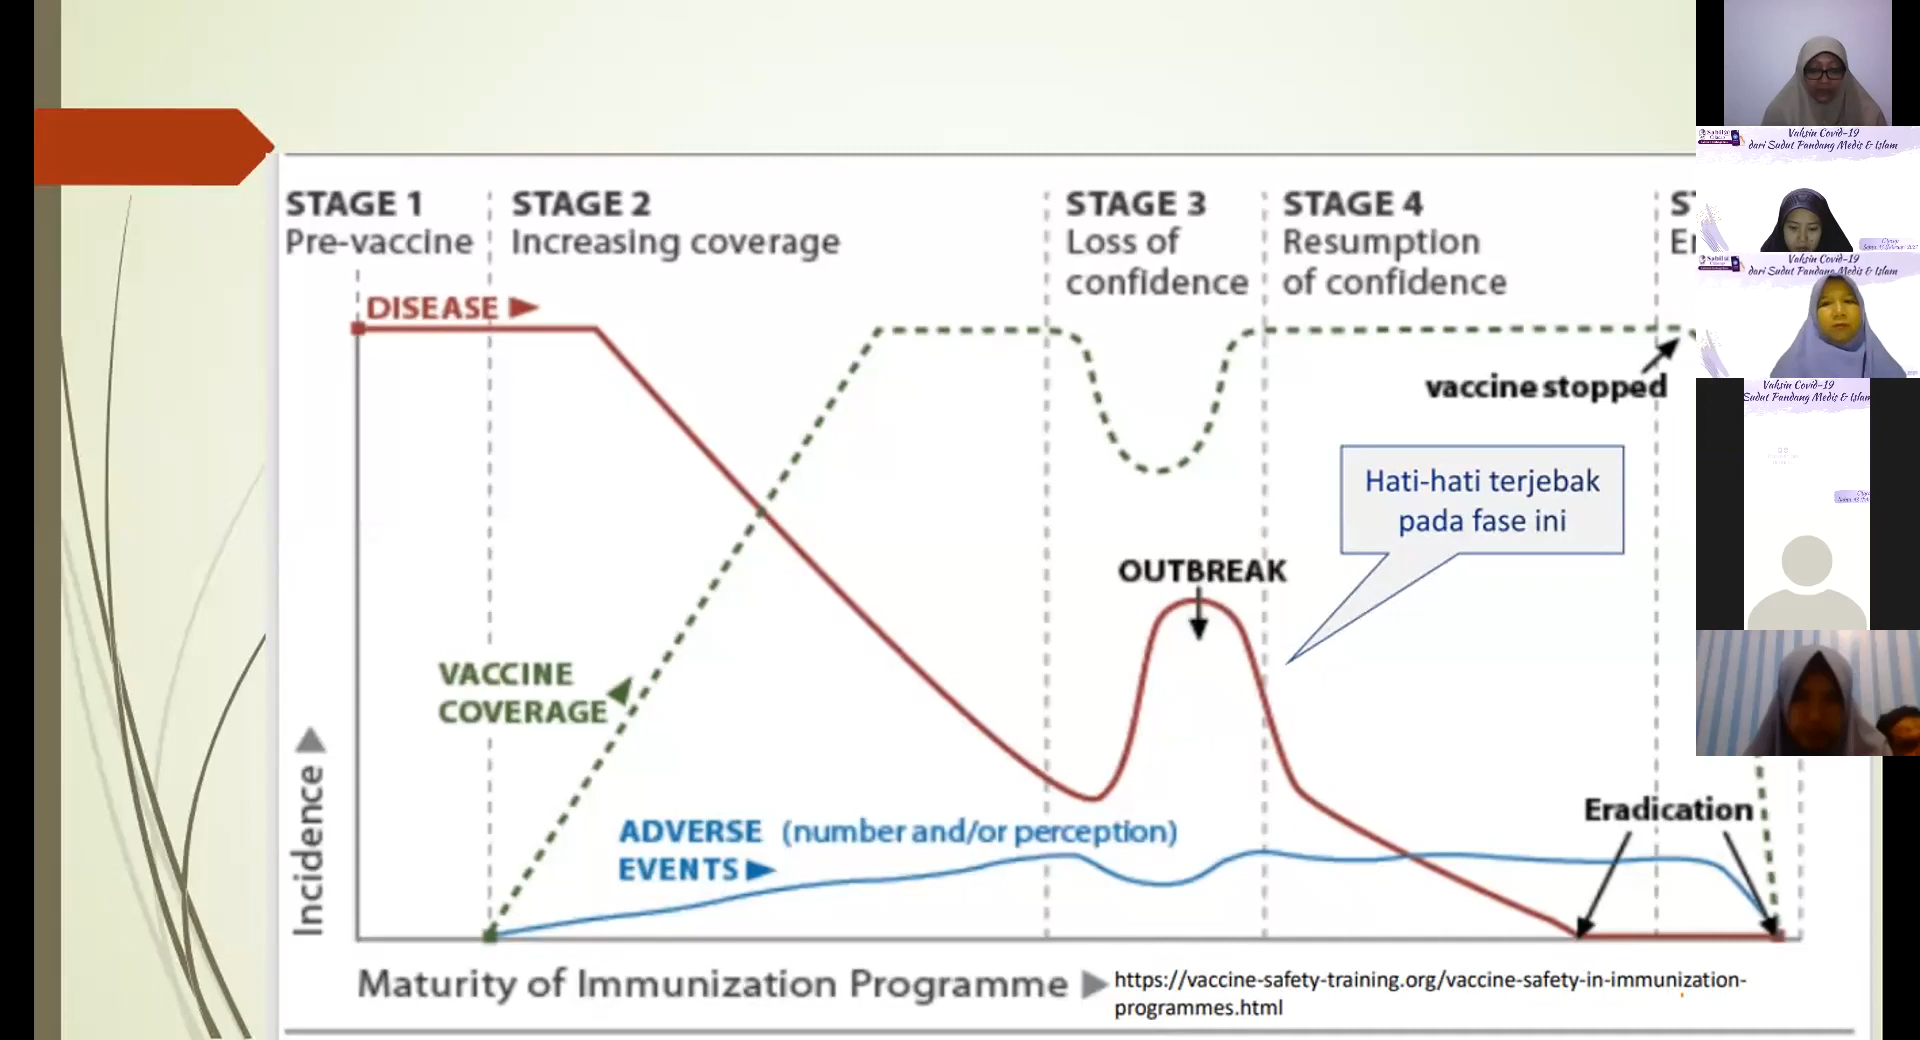 STAGE 1
Pre-vaccine
STAGE 2
Increasing coverage
STAGE 3
Loss of
confidence
STAGE 4
Resumption
of confidence
DISEASE
vaccine stopped
Hati-hati terjebak
pada fase ini
OUTBREAK
VACCINE
COVERAGE
ADVERSE (number and/or perception)
EVENTS
Eradication
Incidence
Maturity of Immunization Programme
https://vaccine-safety-training.org/vaccine-safety-in-immunization-
programmes.html
Vaksin Covid-19
dari Sudut Pandang Medis & Islam
Vaksin Covid-19
dari Sudut Pandang Medis & Islam
Vaksin Covid-19
Sudut Pandang Medis & Islam